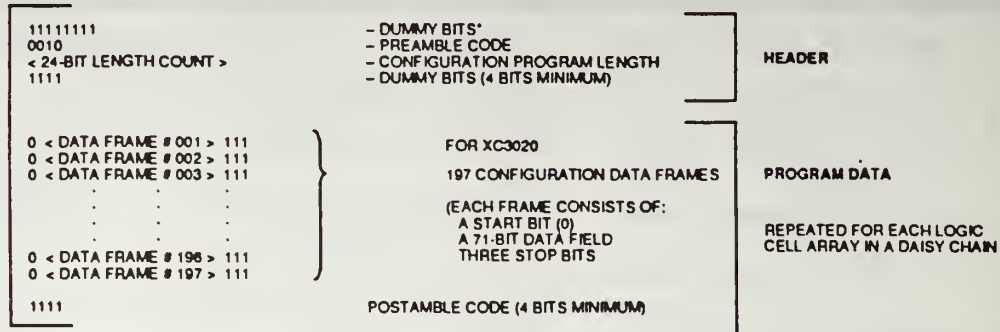 11111111 – DUMMY BITS*
0010 – PREAMBLE CODE
< 24-BIT LENGTH COUNT > – CONFIGURATION PROGRAM LENGTH
1111 – DUMMY BITS (4 BITS MINIMUM)
HEADER
0 < DATA FRAME # 001 > 111
0 < DATA FRAME # 002 > 111
0 < DATA FRAME # 003 > 111
. . .
. . .
. . .
0 < DATA FRAME # 196 > 111
0 < DATA FRAME # 197 > 111
FOR XC3020
197 CONFIGURATION DATA FRAMES
(EACH FRAME CONSISTS OF:
A START BIT (0)
A 71-BIT DATA FIELD
THREE STOP BITS
PROGRAM DATA
REPEATED FOR EACH LOGIC
CELL ARRAY IN A DAISY CHAIN
1111 POSTAMBLE CODE (4 BITS MINIMUM)